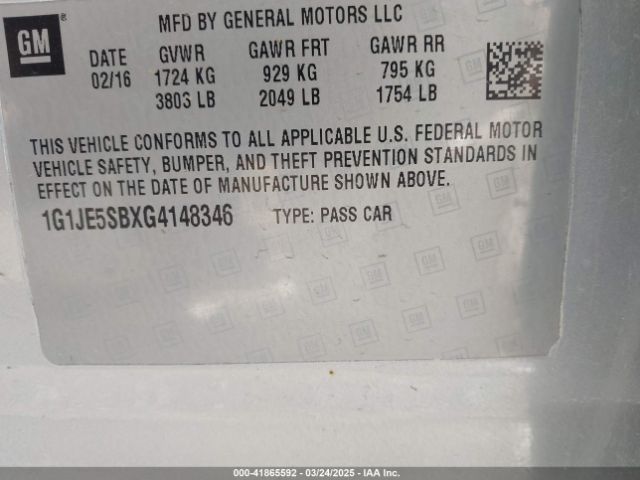 GM
MFD BY GENERAL MOTORS LLC
DATE GVWR GAWR FRT GAWR RR
02/16 1724 KG 929 KG 795 KG
3803 LB 2049 LB 1754 LB
THIS VEHICLE CONFORMS TO ALL APPLICABLE U.S. FEDERAL MOTOR
VEHICLE SAFETY, BUMPER, AND THEFT PREVENTION STANDARDS IN
EFFECT ON THE DATE OF MANUFACTURE SHOWN ABOVE.
1G1JE5SBXG4148346 TYPE: PASS CAR
000-41865592 - 03/24/2025 - IAAI.CA